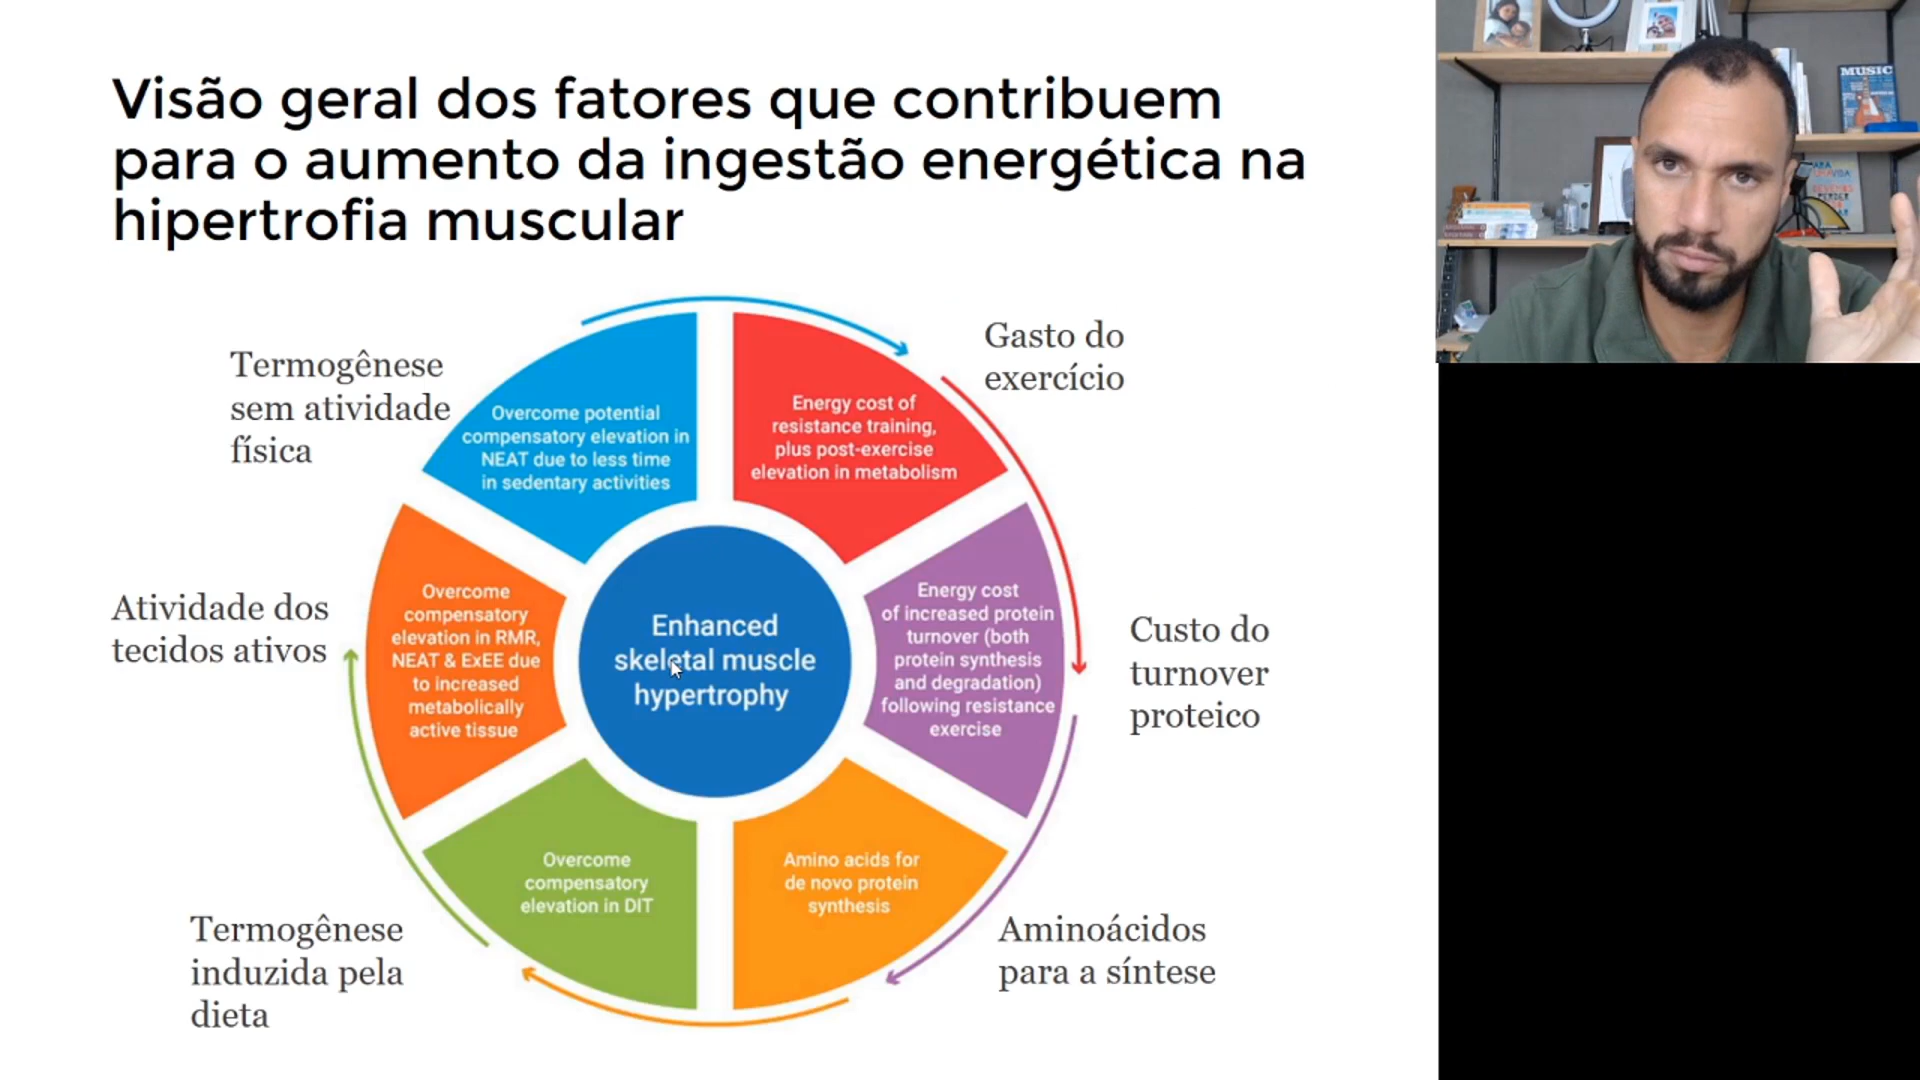 Visão geral dos fatores que contribuem
para o aumento da ingestão energética na
hipertrofia muscular
Termogênese
sem atividade
física
Overcome potential
compensatory elevation in
NEAT due to less time
in sedentary activities
Energy cost of
resistance training,
plus post-exercise
elevation in metabolism
Gasto do
exercício
Atividade dos
tecidos ativos
Overcome
compensatory
elevation in RMR,
NEAT & ExEE due
to increased
metabolically
active tissue
Enhanced
skeletal muscle
hypertrophy
Energy cost
of increased protein
turnover (both
protein synthesis
and degradation)
following resistance
exercise
Custo do
turnover
proteico
Termogênese
induzida pela
dieta
Overcome
compensatory
elevation in DIT
Amino acids for
de novo protein
synthesis
Aminoácidos
para a síntese
MUSIC